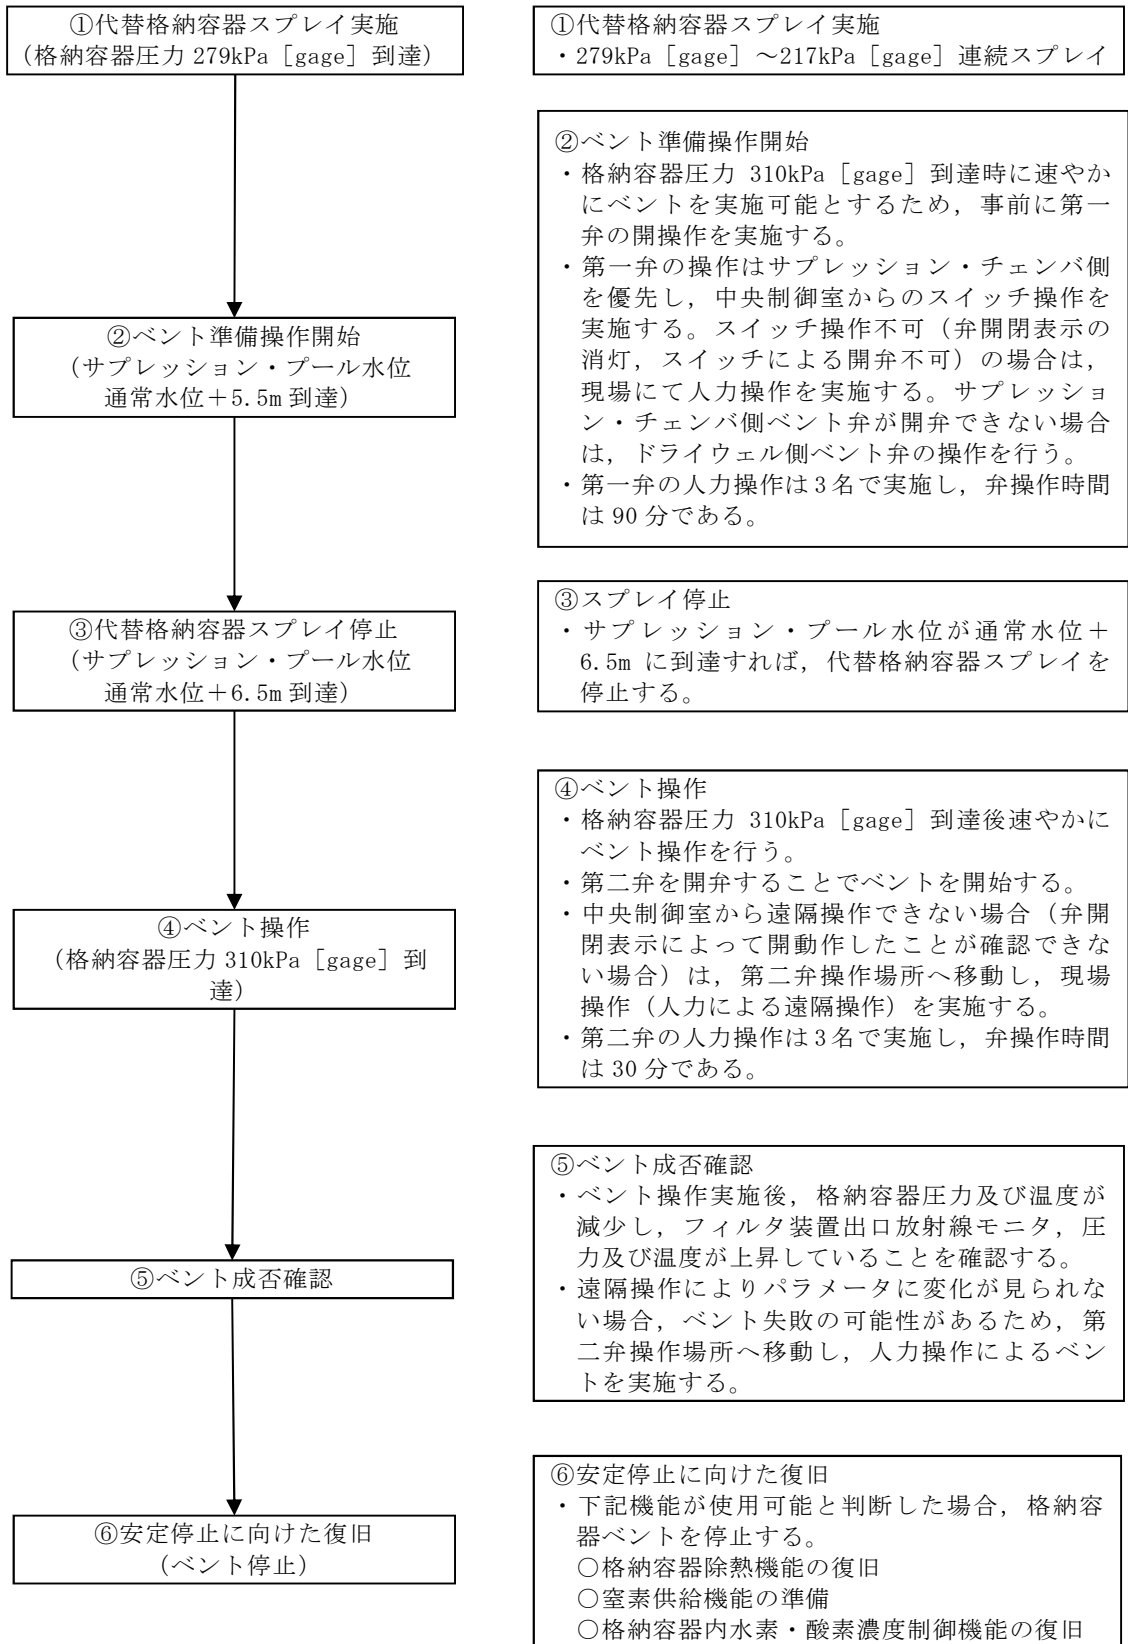 ①代替格納容器スプレイ実施
(格納容器圧力 279kPa［gage］到達)
②ベント準備操作開始
(サプレッション・プール水位
通常水位＋5.5m 到達)
③代替格納容器スプレイ停止
(サプレッション・プール水位
通常水位＋6.5m 到達)
④ベント操作
(格納容器圧力 310kPa［gage］到
達)
⑤ベント成否確認
⑥安定停止に向けた復旧
(ベント停止)
①代替格納容器スプレイ実施
・279kPa［gage］～217kPa［gage］連続スプレイ
②ベント準備操作開始
・格納容器圧力 310kPa［gage］到達時に速やか
にベントを実施可能とするため，事前に第一
弁の開操作を実施する。
・第一弁の操作はサプレッション・チェンバ側
を優先し，中央制御室からのスイッチ操作を
実施する。スイッチ操作不可（弁開閉表示の
消灯，スイッチによる開弁不可）の場合は，
現場にて人力操作を実施する。サプレッショ
ン・チェンバ側ベント弁が開弁できない場合
は，ドライウェル側ベント弁の操作を行う。
・第一弁の人力操作は3名で実施し，弁操作時間
は 90 分である。
③スプレイ停止
・サプレッション・プール水位が通常水位＋
6.5m に到達すれば，代替格納容器スプレイを
停止する。
④ベント操作
・格納容器圧力 310kPa［gage］到達後速やかに
ベント操作を行う。
・第二弁を開弁することでベントを開始する。
・中央制御室から遠隔操作できない場合（弁開
閉表示によって開動作したことが確認できな
い場合）は，第二弁操作場所へ移動し，現場
操作（人力による遠隔操作）を実施する。
・第二弁の人力操作は3名で実施し，弁操作時間
は 30 分である。
⑤ベント成否確認
・ベント操作実施後，格納容器圧力及び温度が
減少し，フィルタ装置出口放射線モニタ，圧
力及び温度が上昇していることを確認する。
・遠隔操作によりパラメータに変化が見られな
い場合，ベント失敗の可能性があるため，第
二弁操作場所へ移動し，人力操作によるベン
トを実施する。
⑥安定停止に向けた復旧
・下記機能が使用可能と判断した場合，格納容
器ベントを停止する。
○格納容器除熱機能の復旧
○窒素供給機能の準備
○格納容器内水素・酸素濃度制御機能の復旧